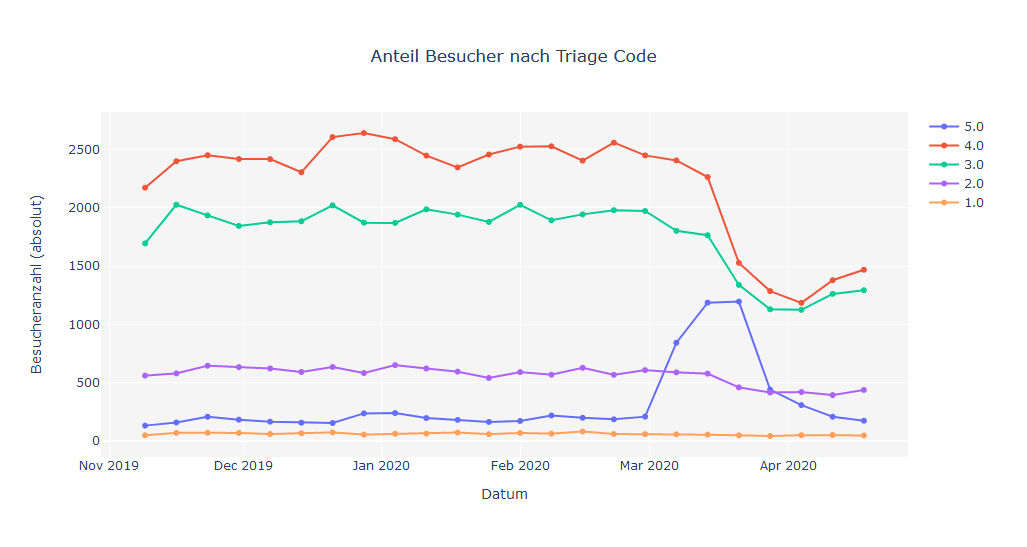 Anteil Besucher nach Triage Code
Besucheranzahl (absolut)
2500
2000
1500
1000
500
0
Nov 2019 Dec 2019 Jan 2020 Feb 2020 Mar 2020 Apr 2020
Datum
5.0
4.0
3.0
2.0
1.0